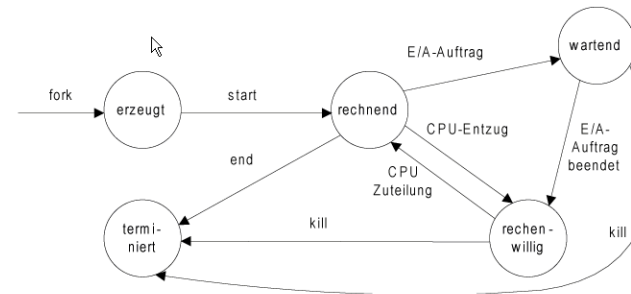 E/A-Auftrag
wartend
fork
erzeugt
start
rechnend
CPU-Entzug
E/A-
Auftrag
beendet
end
CPU
Zuteilung
termi-
niert
kill
rechen-
willig
kill